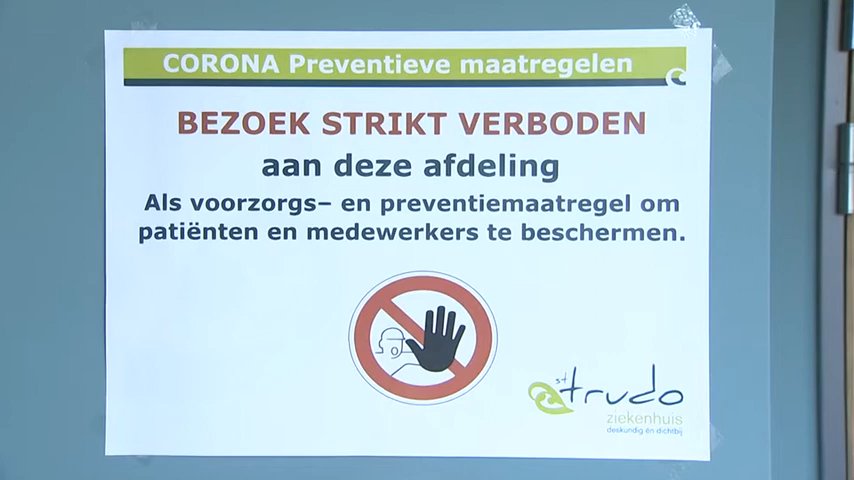 CORONA Preventieve maatregelen
BEZOEK STRIKT VERBODEN
aan deze afdeling
Als voorzorgs– en preventiemaatregel om
patiënten en medewerkers te beschermen.
st trudo
ziekenhuis
deskundig én dichtbij